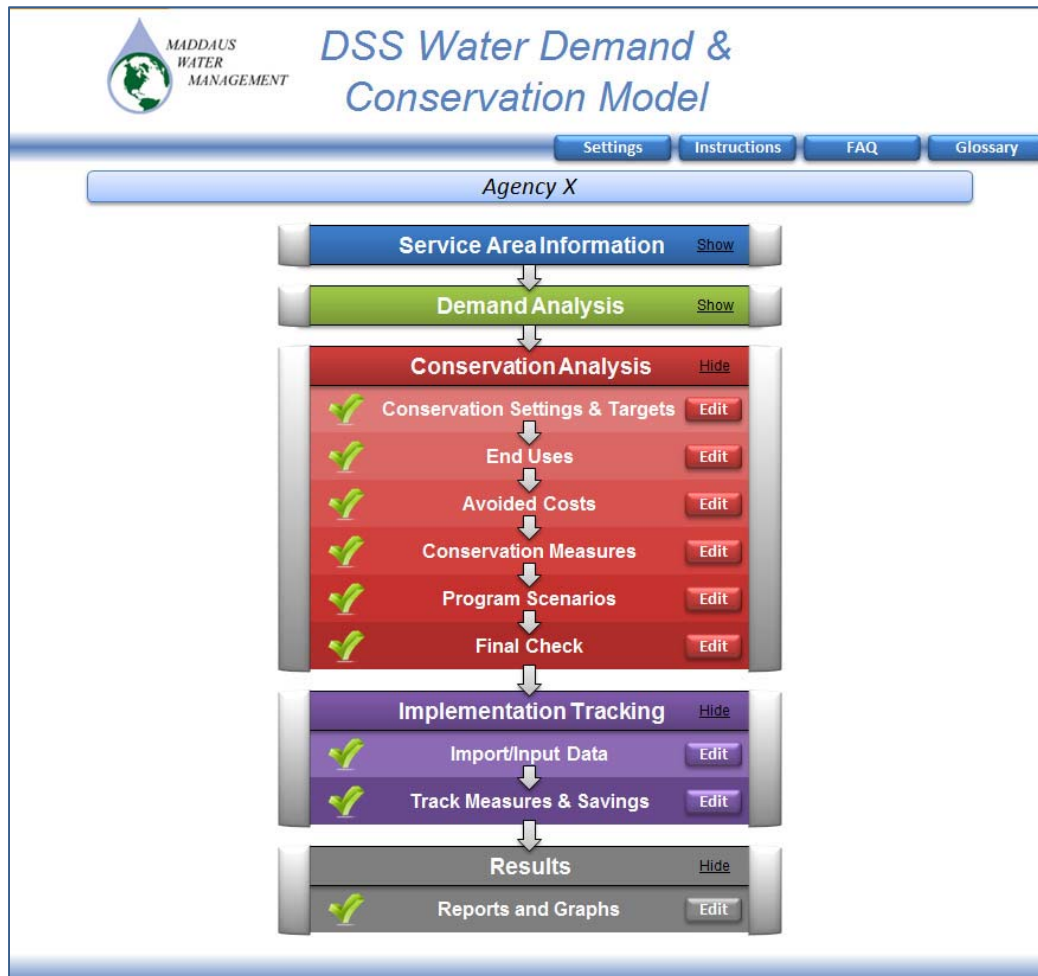 MADDAUS
WATER
MANAGEMENT
DSS Water Demand &
Conservation Model
Settings Instructions FAQ Glossary
Agency X
Service Area Information Show
Demand Analysis Show
Conservation Analysis Hide
Conservation Settings & Targets Edit
End Uses Edit
Avoided Costs Edit
Conservation Measures Edit
Program Scenarios Edit
Final Check Edit
Implementation Tracking Hide
Import/Input Data Edit
Track Measures & Savings Edit
Results Hide
Reports and Graphs Edit